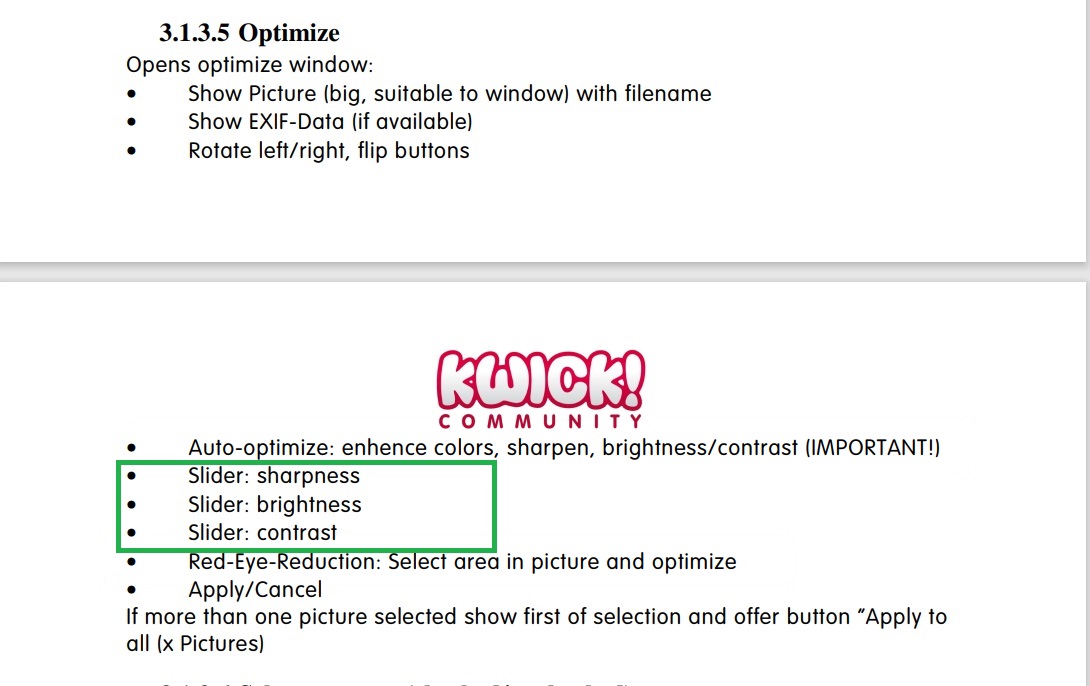 3.1.3.5 Optimize
Opens optimize window:
• Show Picture (big, suitable to window) with filename
• Show EXIF-Data (if available)
• Rotate left/right, flip buttons
KWICK!
COMMUNITY
• Auto-optimize: enhence colors, sharpen, brightness/contrast (IMPORTANT!)
• Slider: sharpness
• Slider: brightness
• Slider: contrast
• Red-Eye-Reduction: Select area in picture and optimize
• Apply/Cancel
If more than one picture selected show first of selection and offer button “Apply to
all (x Pictures)